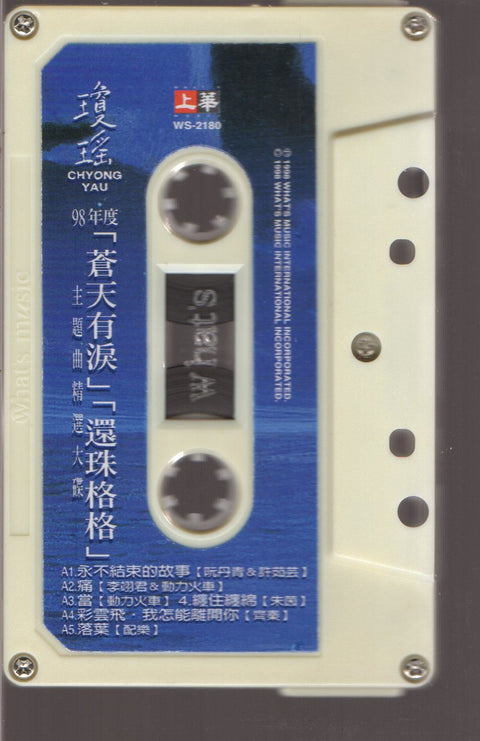 瓊瑤
CHYONG
YAU
上華
WS-2180
98年度
「蒼天有淚」「還珠格格」
主題曲精選大碟
Ⓟ 1998 WHAT'S MUSIC INTERNATIONAL INCORPORATED.
© 1998 WHAT'S MUSIC INTERNATIONAL INCORPORATED.
What's music
what's
A1.永不結束的故事【阮丹青&許茹芸】
A2.痛【李翊君&動力火車】
A3.當【動力火車】4.纏住纏綿【朱茵】
A4.彩雲飛·我怎能離開你【齊秦】
A5.落葉【配樂】